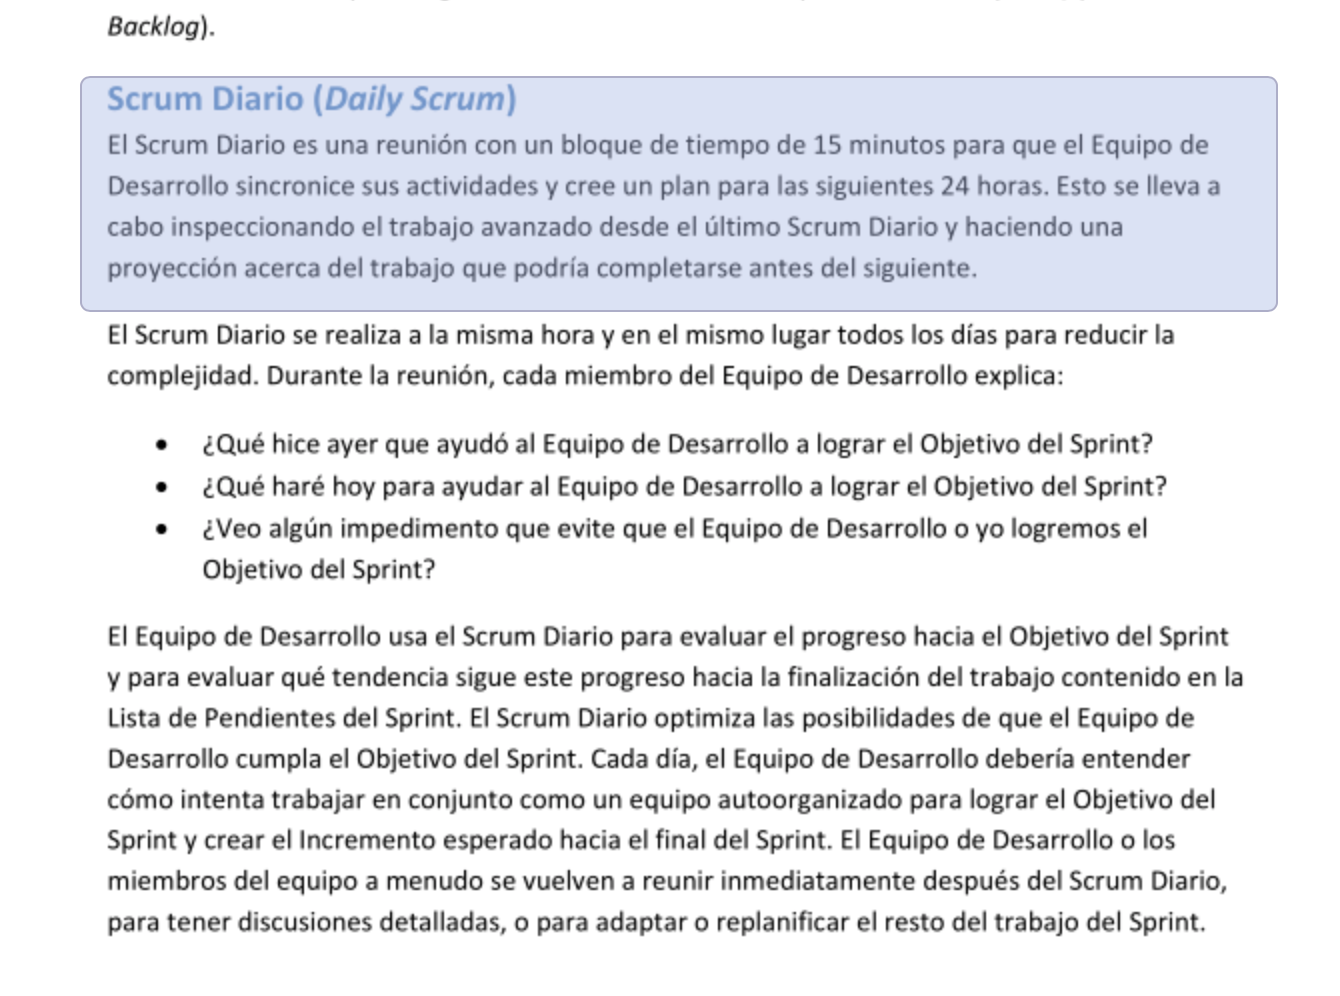 Backlog).
Scrum Diario (Daily Scrum)
El Scrum Diario es una reunión con un bloque de tiempo de 15 minutos para que el Equipo de
Desarrollo sincronice sus actividades y cree un plan para las siguientes 24 horas. Esto se lleva a
cabo inspeccionando el trabajo avanzado desde el último Scrum Diario y haciendo una
proyección acerca del trabajo que podría completarse antes del siguiente.
El Scrum Diario se realiza a la misma hora y en el mismo lugar todos los días para reducir la
complejidad. Durante la reunión, cada miembro del Equipo de Desarrollo explica:
• ¿Qué hice ayer que ayudó al Equipo de Desarrollo a lograr el Objetivo del Sprint?
• ¿Qué haré hoy para ayudar al Equipo de Desarrollo a lograr el Objetivo del Sprint?
• ¿Veo algún impedimento que evite que el Equipo de Desarrollo o yo logremos el
Objetivo del Sprint?
El Equipo de Desarrollo usa el Scrum Diario para evaluar el progreso hacia el Objetivo del Sprint
y para evaluar qué tendencia sigue este progreso hacia la finalización del trabajo contenido en la
Lista de Pendientes del Sprint. El Scrum Diario optimiza las posibilidades de que el Equipo de
Desarrollo cumpla el Objetivo del Sprint. Cada día, el Equipo de Desarrollo debería entender
cómo intenta trabajar en conjunto como un equipo autoorganizado para lograr el Objetivo del
Sprint y crear el Incremento esperado hacia el final del Sprint. El Equipo de Desarrollo o los
miembros del equipo a menudo se vuelven a reunir inmediatamente después del Scrum Diario,
para tener discusiones detalladas, o para adaptar o replanificar el resto del trabajo del Sprint.